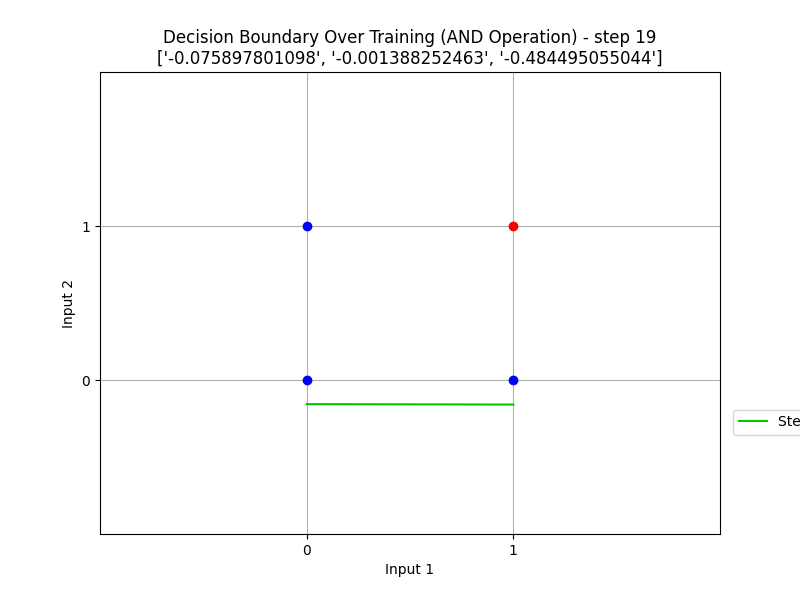 Decision Boundary Over Training (AND Operation) - step 19
['-0.075897801098', '-0.001388252463', '-0.484495055044']
1
0
Input 2
0
1
Input 1
Ste